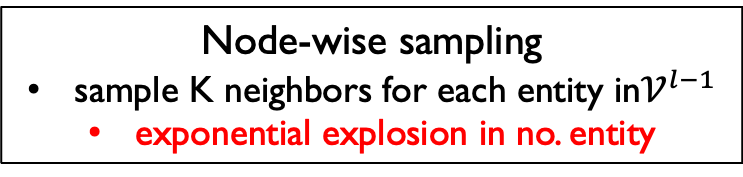 Node-wise sampling
• sample K neighbors for each entity in𝒱^{l−1}
• exponential explosion in no. entity